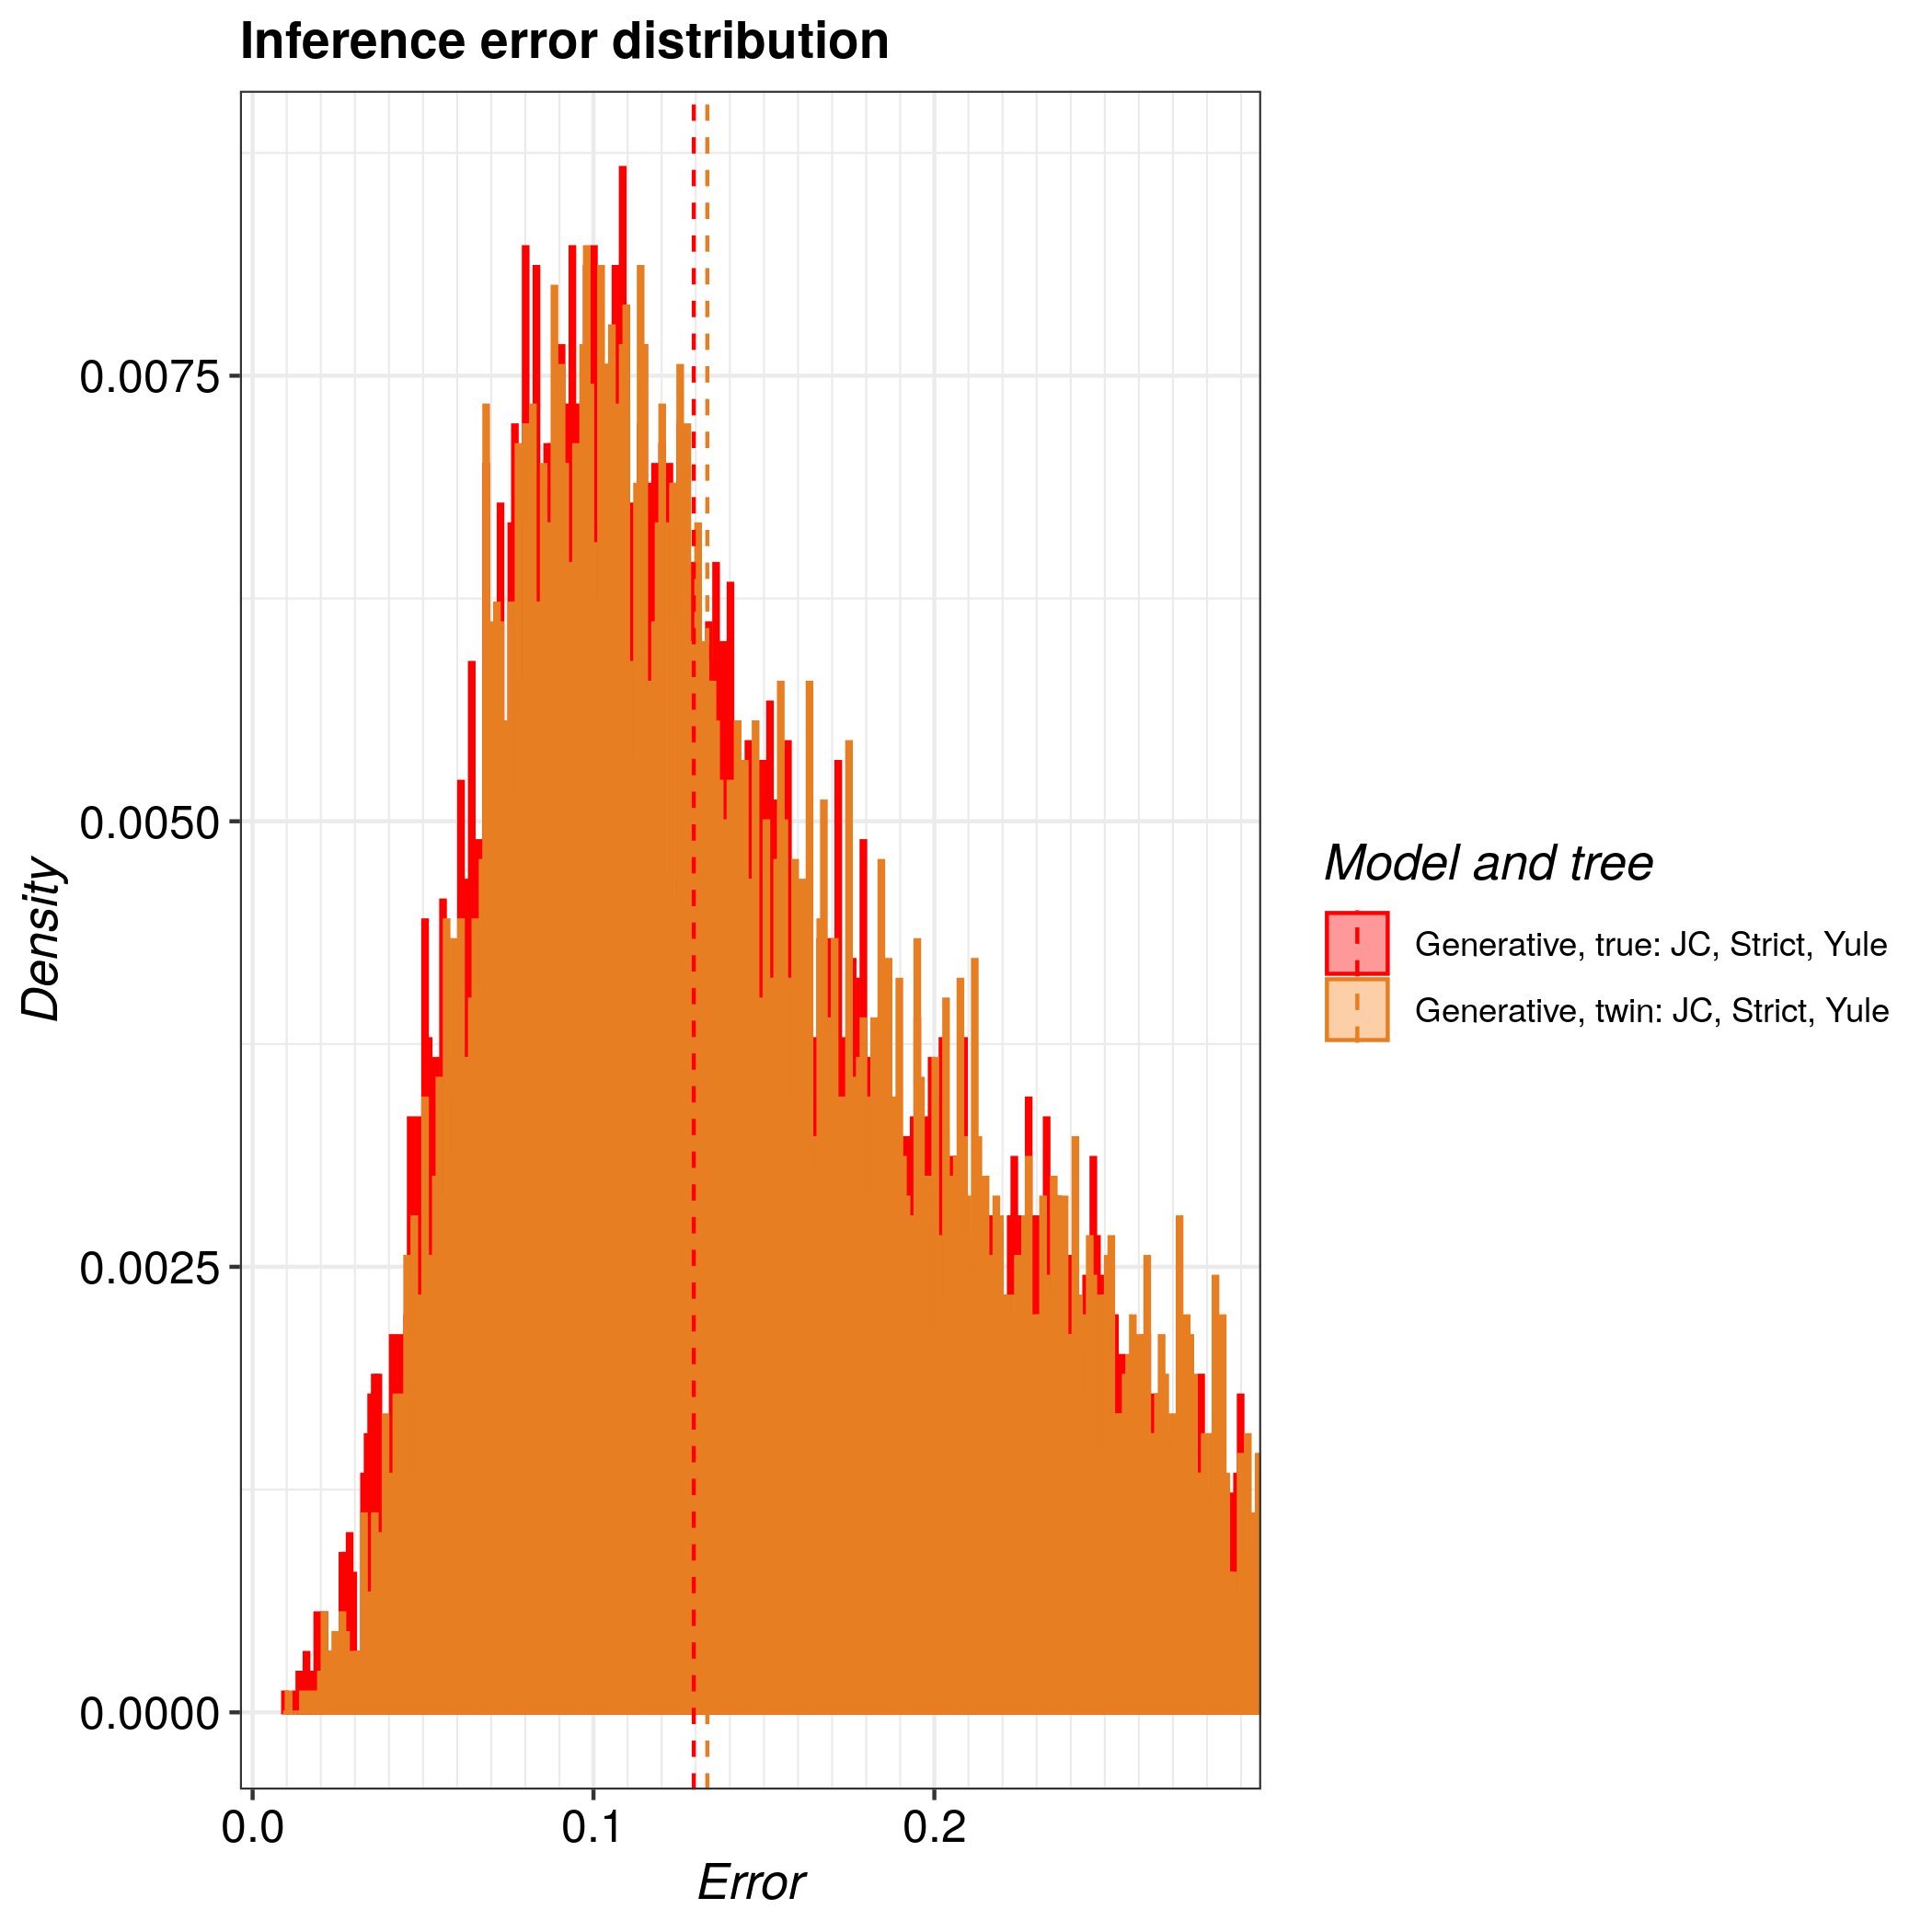 Inference error distribution
Density
0.0075
0.0050
0.0025
0.0000
0.0
0.1
0.2
Error
Model and tree
Generative, true: JC, Strict, Yule
Generative, twin: JC, Strict, Yule